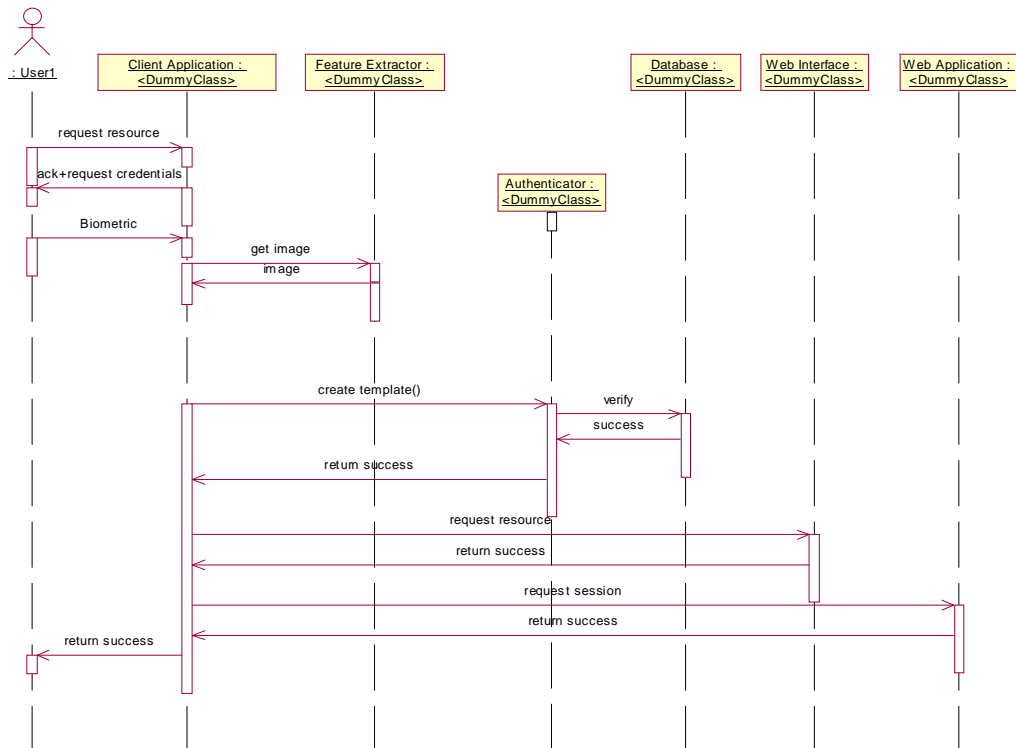 : User1
Client Application :
<DummyClass>
Feature Extractor :
<DummyClass>
Database :
<DummyClass>
Web Interface :
<DummyClass>
Web Application :
<DummyClass>
request resource
ack+request credentials
Authenticator :
<DummyClass>
Biometric
get image
image
create template()
verify
success
return success
request resource
return success
request session
return success
return success